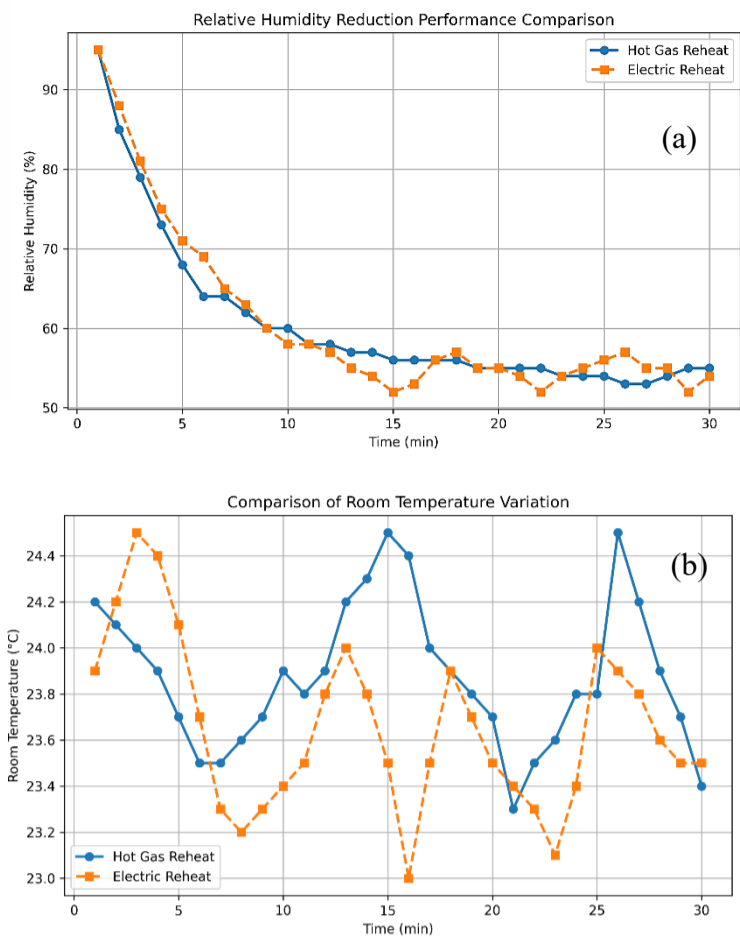 Relative Humidity Reduction Performance Comparison
Hot Gas Reheat
Electric Reheat
(a)
90
80
70
60
50
Relative Humidity (%)
0
5
10
15
20
25
30
Time (min)
Comparison of Room Temperature Variation
(b)
24.4
24.2
24.0
23.8
23.6
23.4
23.2
23.0
Room Temperature (°C)
Hot Gas Reheat
Electric Reheat
0
5
10
15
20
25
30
Time (min)